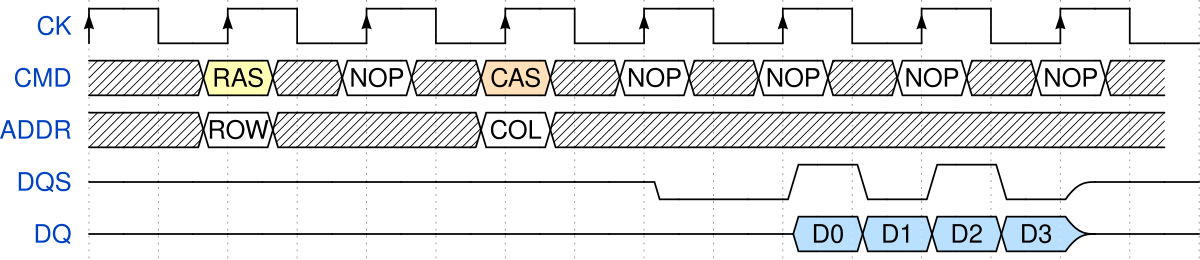 CK
CMD RAS NOP CAS NOP NOP NOP NOP
ADDR ROW COL
DQS
DQ D0 D1 D2 D3